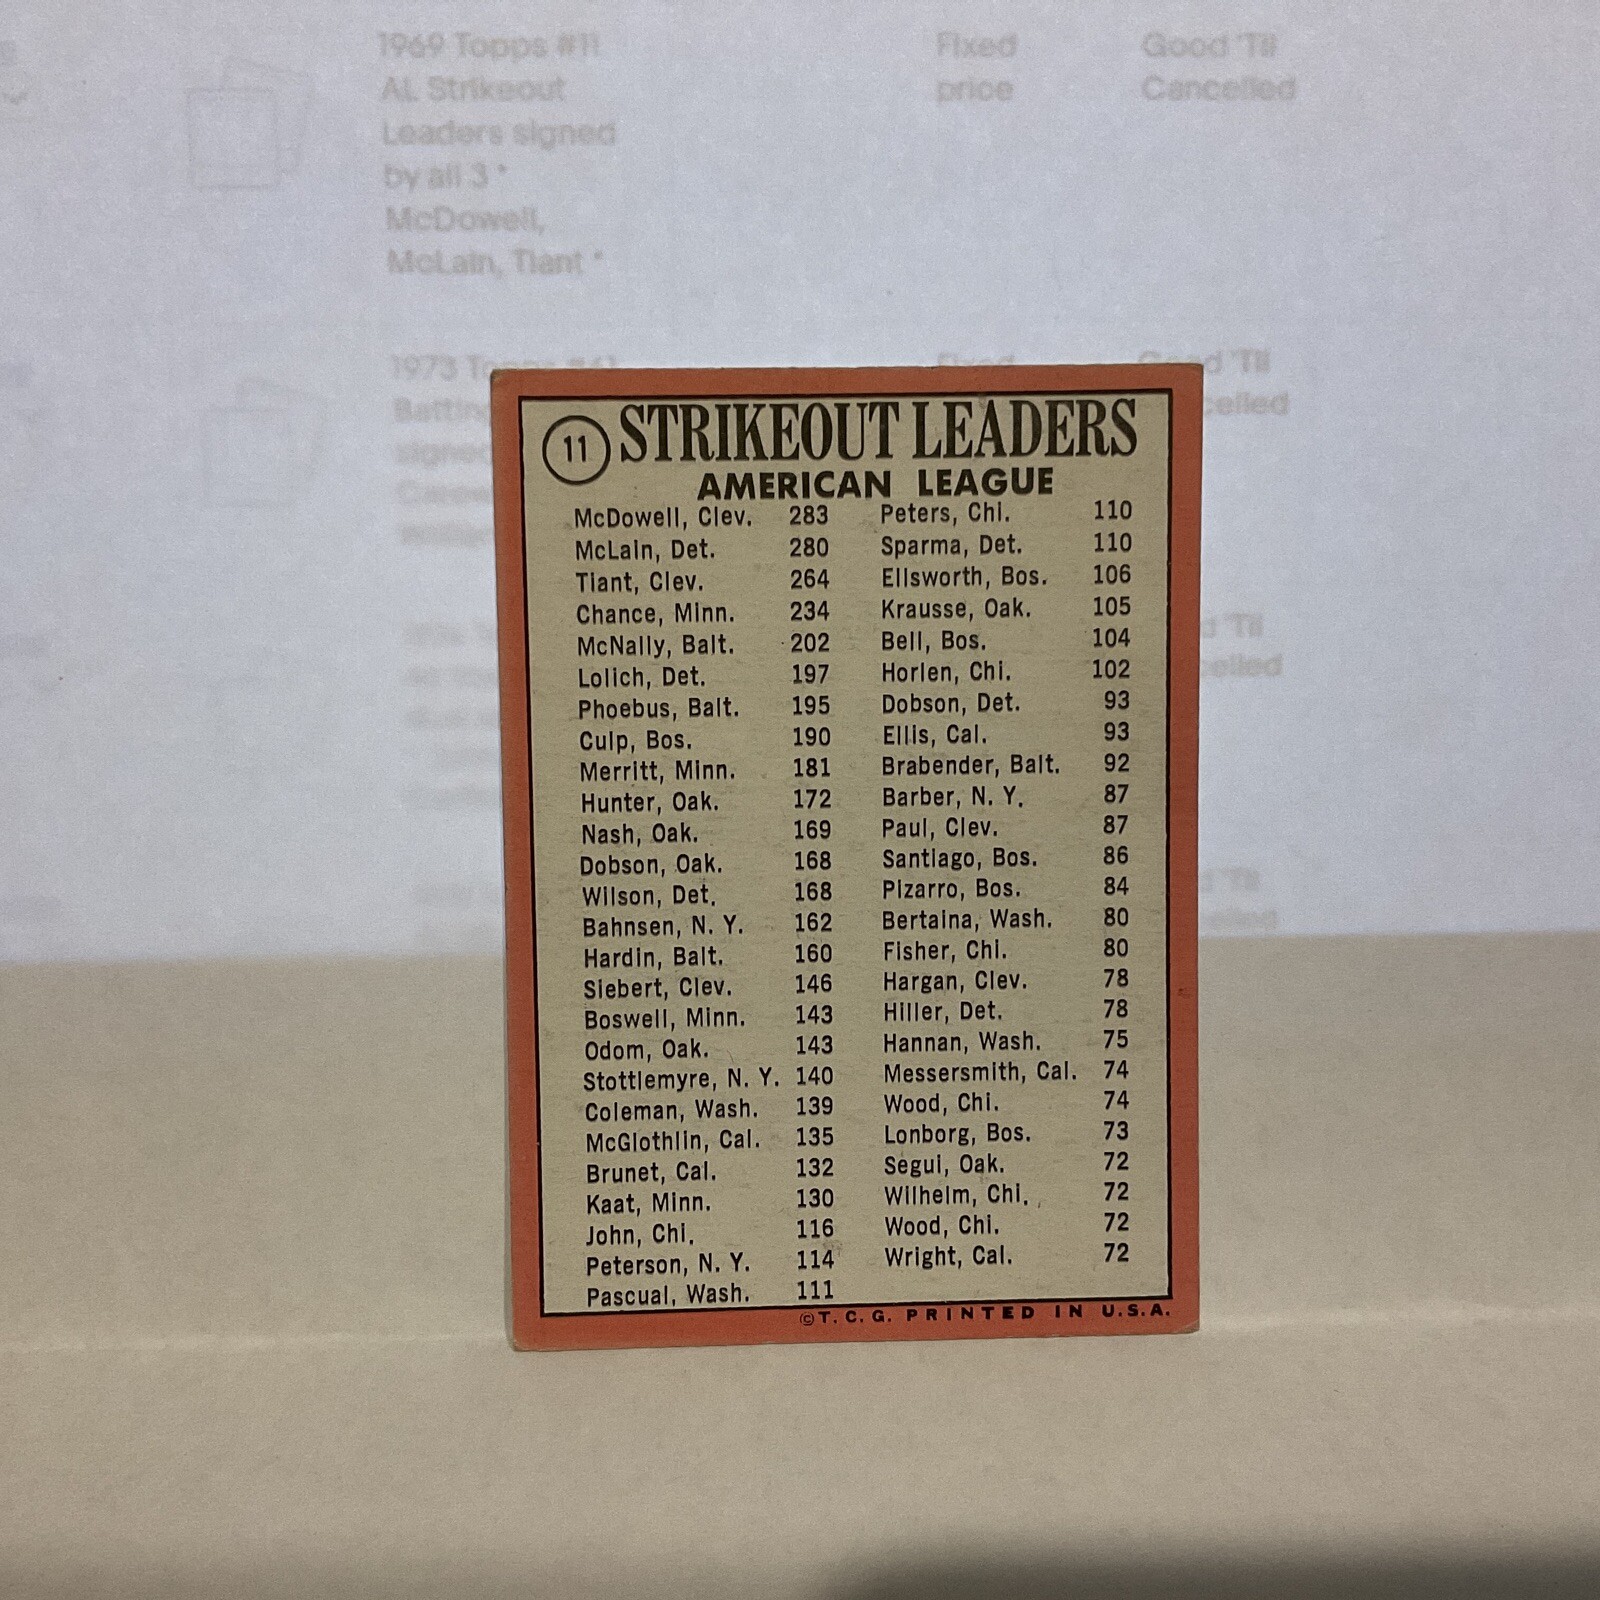 1969 Topps #11 Fixed Good 'Til
AL Strikeout price Cancelled
Leaders signed
by all 3 *
McDowell,
McLain, Tiant *
1973 Topps #61 Fixed Good 'Til
Batting
signed
11 STRIKEOUT LEADERS
AMERICAN LEAGUE
McDowell, Clev. 283
McLain, Det. 280
Tiant, Clev. 264
Chance, Minn. 234
McNally, Balt. 202
Lolich, Det. 197
Phoebus, Balt. 195
Culp, Bos. 190
Merritt, Minn. 181
Hunter, Oak. 172
Nash, Oak. 169
Dobson, Oak. 168
Wilson, Det. 168
Bahnsen, N. Y. 162
Hardin, Balt. 160
Siebert, Clev. 146
Boswell, Minn. 143
Odom, Oak. 143
Stottlemyre, N. Y. 140
Coleman, Wash. 139
McGlothlin, Cal. 135
Brunet, Cal. 132
Kaat, Minn. 130
John, Chi. 116
Peterson, N. Y. 114
Pascual, Wash. 111
Peters, Chi. 110
Sparma, Det. 110
Ellsworth, Bos. 106
Krausse, Oak. 105
Bell, Bos. 104
Horlen, Chi. 102
Dobson, Det. 93
Ellis, Cal. 93
Brabender, Balt. 92
Barber, N. Y. 87
Paul, Clev. 87
Santiago, Bos. 86
Pizarro, Bos. 84
Bertaina, Wash. 80
Fisher, Chi. 80
Hargan, Clev. 78
Hiller, Det. 78
Hannan, Wash. 75
Messersmith, Cal. 74
Wood, Chi. 74
Lonborg, Bos. 73
Segui, Oak. 72
Wilhelm, Chi. 72
Wood, Chi. 72
Wright, Cal. 72
©T. C. G. PRINTED IN U.S.A.